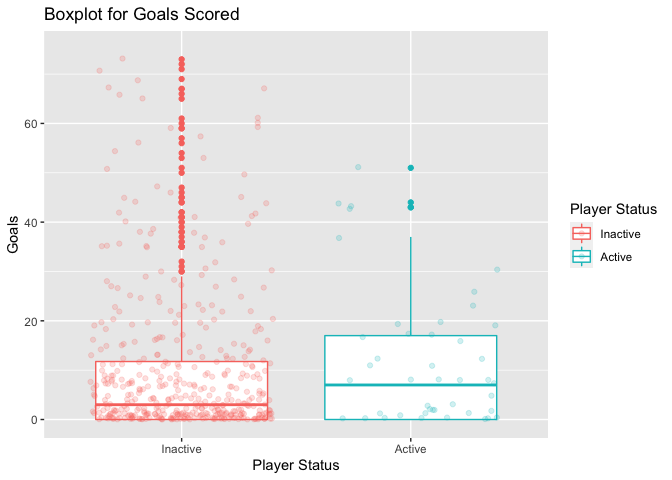 Boxplot for Goals Scored
Goals
60
40
20
0
Inactive
Active
Player Status
Player Status
Inactive
Active